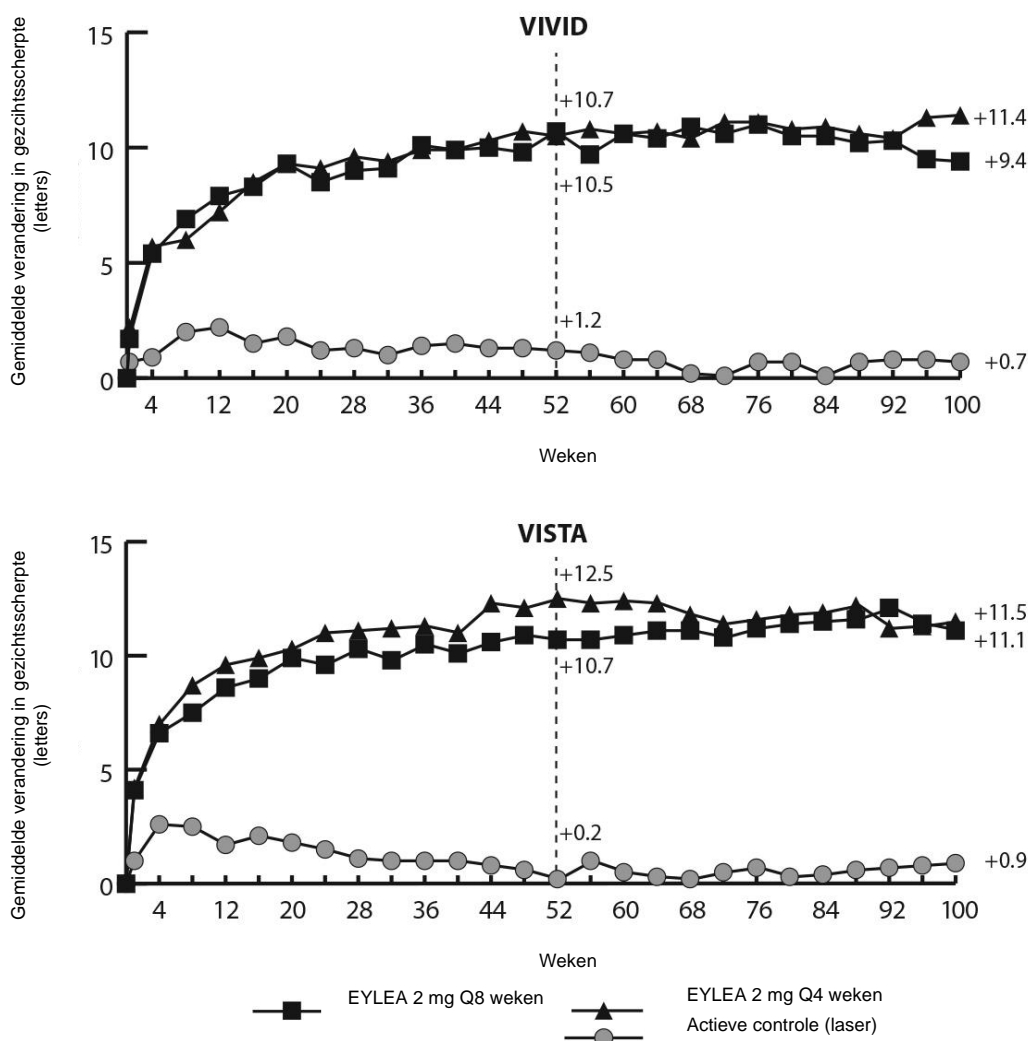 VIVID
Gemiddelde verandering in gezcihtsscherpte
(letters)
15
10
5
0
+10.7
+10.5
+1.2
+11.4
+9.4
+0.7
4 12 20 28 36 44 52 60 68 76 84 92 100
Weken
VISTA
Gemiddelde verandering in gezichtsscherpte
(letters)
15
10
5
0
+12.5
+10.7
+0.2
+11.5
+11.1
+0.9
4 12 20 28 36 44 52 60 68 76 84 92 100
Weken
EYLEA 2 mg Q8 weken
EYLEA 2 mg Q4 weken
Actieve controle (laser)